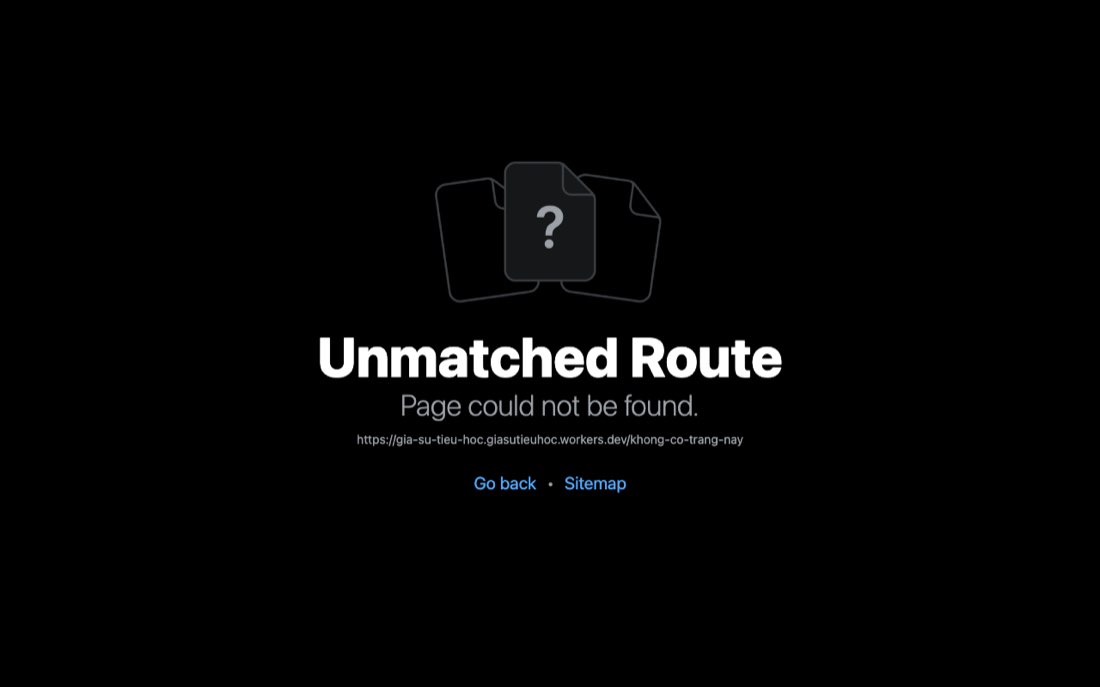 ?
Unmatched Route
Page could not be found.
https://gia-su-tieu-hoc.giasutieuhoc.workers.dev/khong-co-trang-nay
Go back • Sitemap